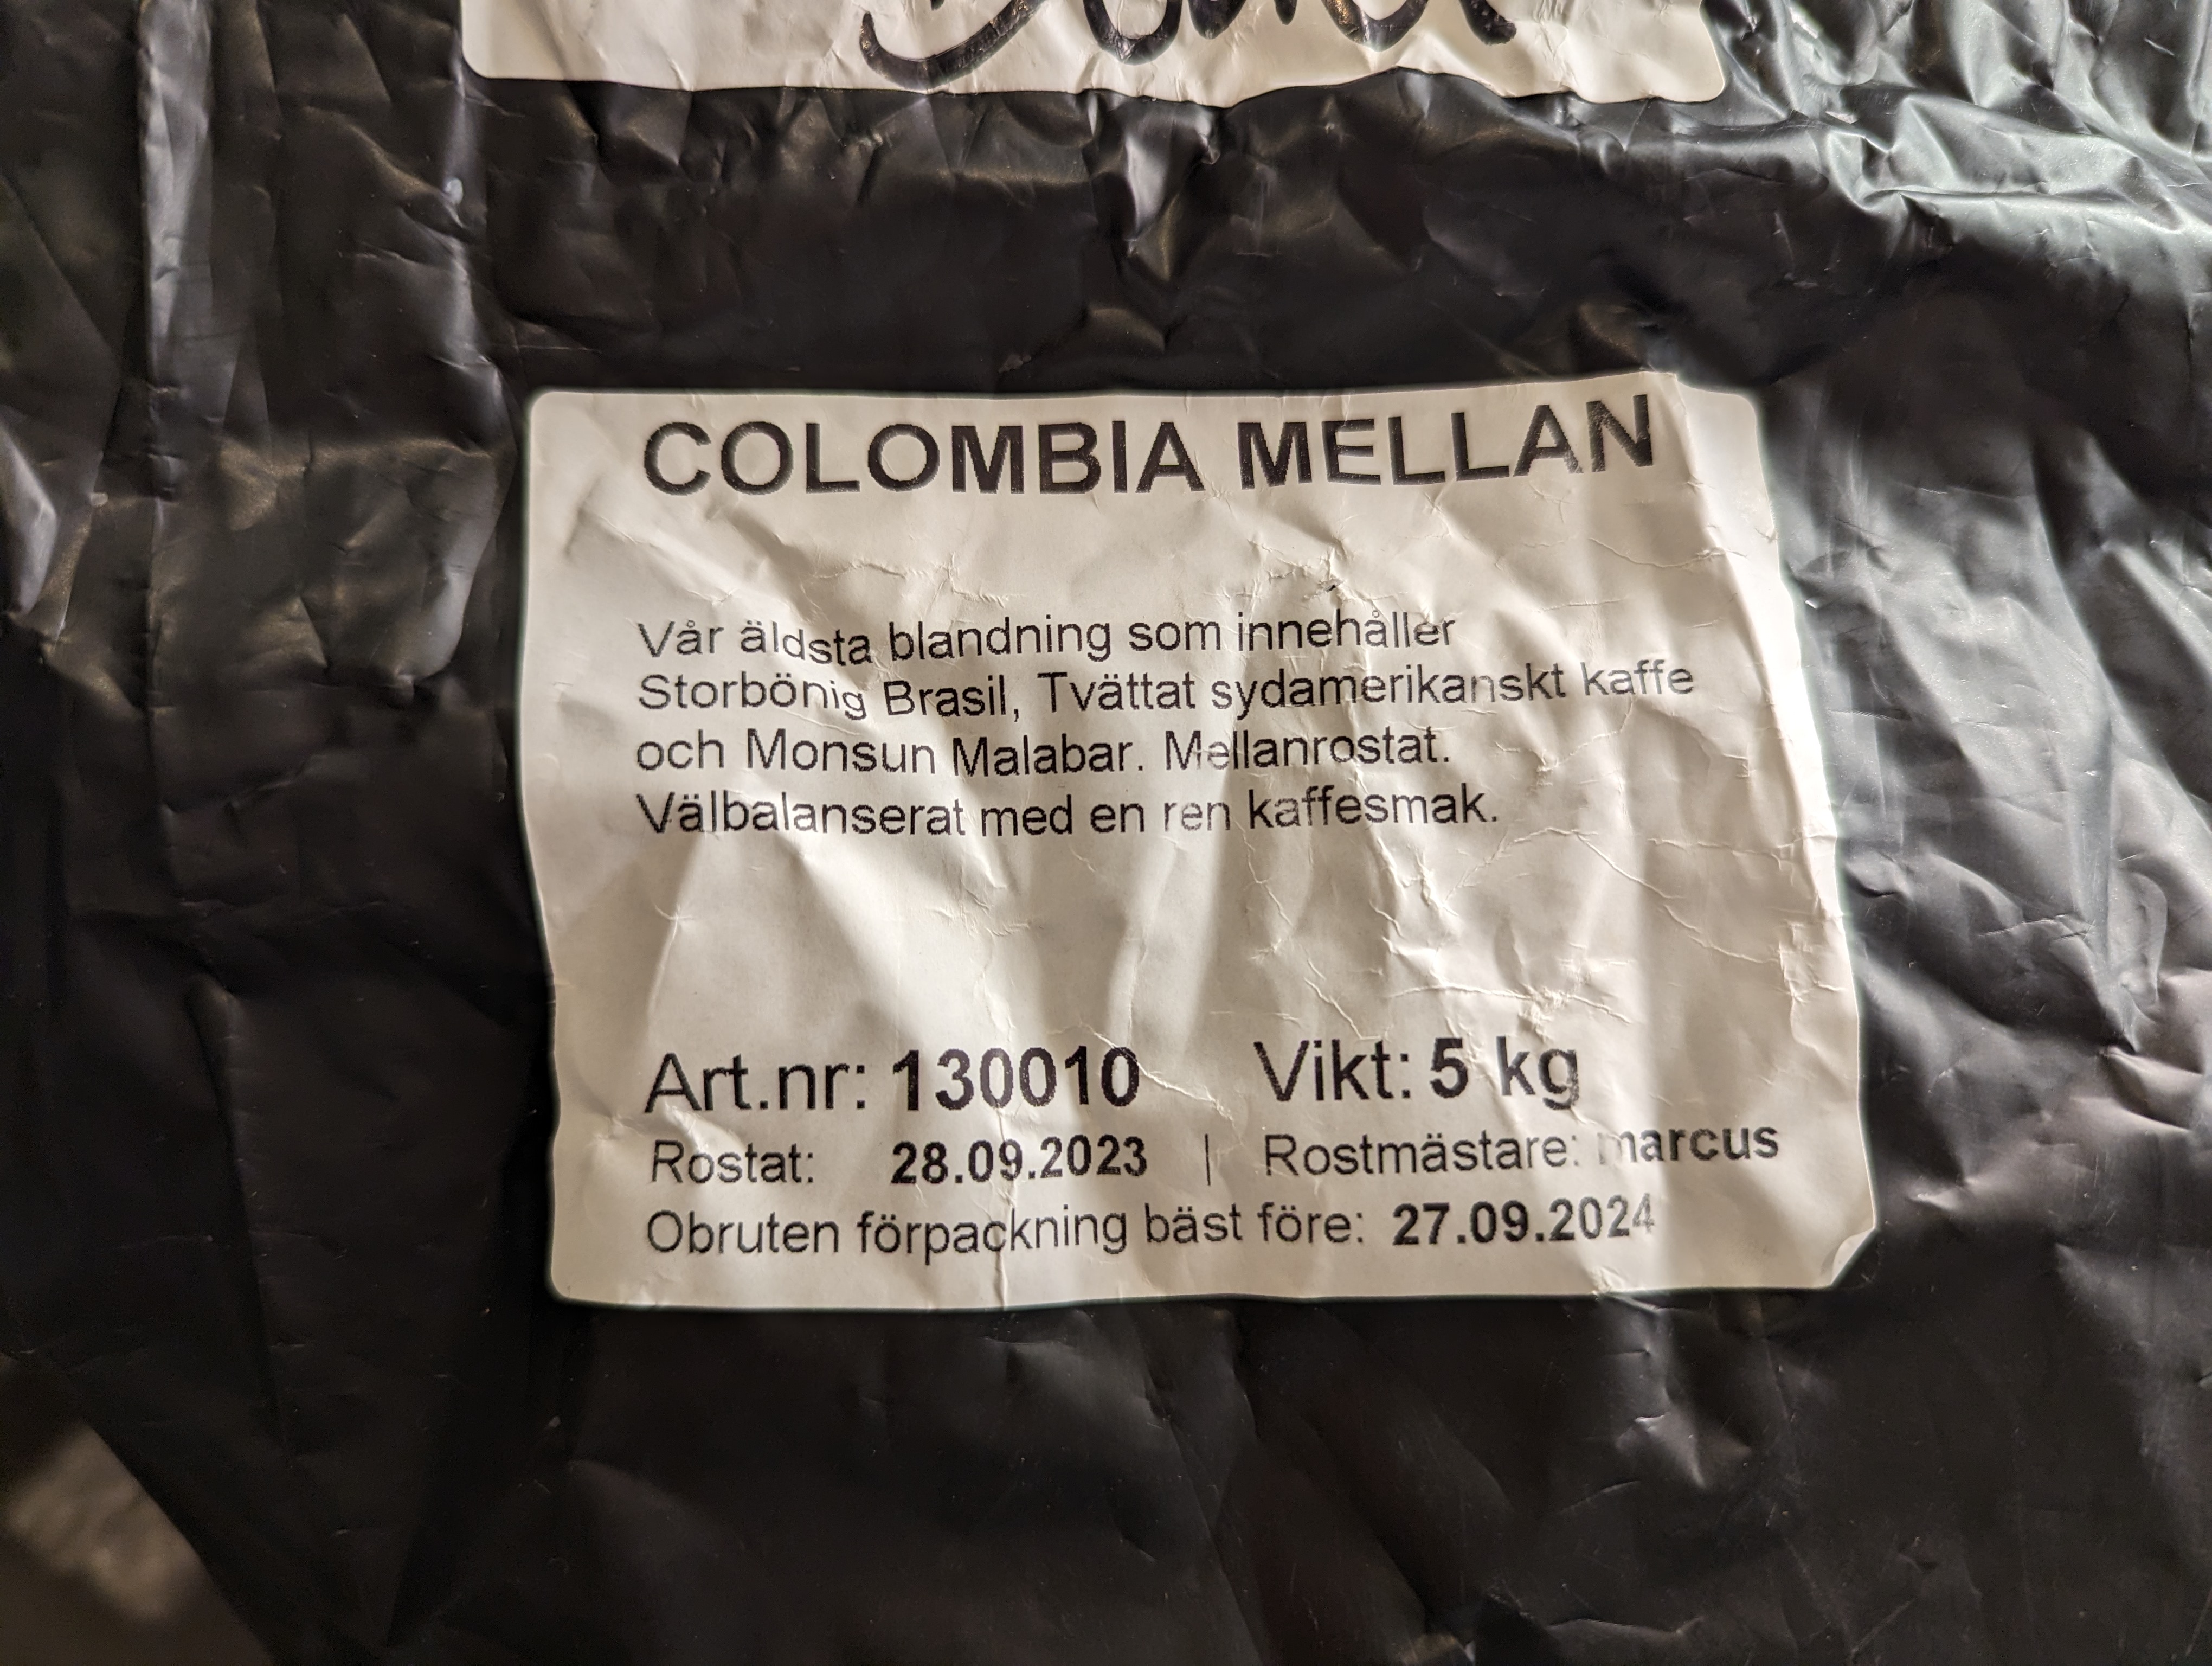 COLOMBIA MELLAN
Vår äldsta blandning som innehåller
Storbönig Brasil, Tvättat sydamerikanskt kaffe
och Monsun Malabar. Mellanrostat.
Välbalanserat med en ren kaffesmak.
Art.nr: 130010 Vikt: 5 kg
Rostat: 28.09.2023 | Rostmästare: marcus
Obruten förpackning bäst före: 27.09.2024